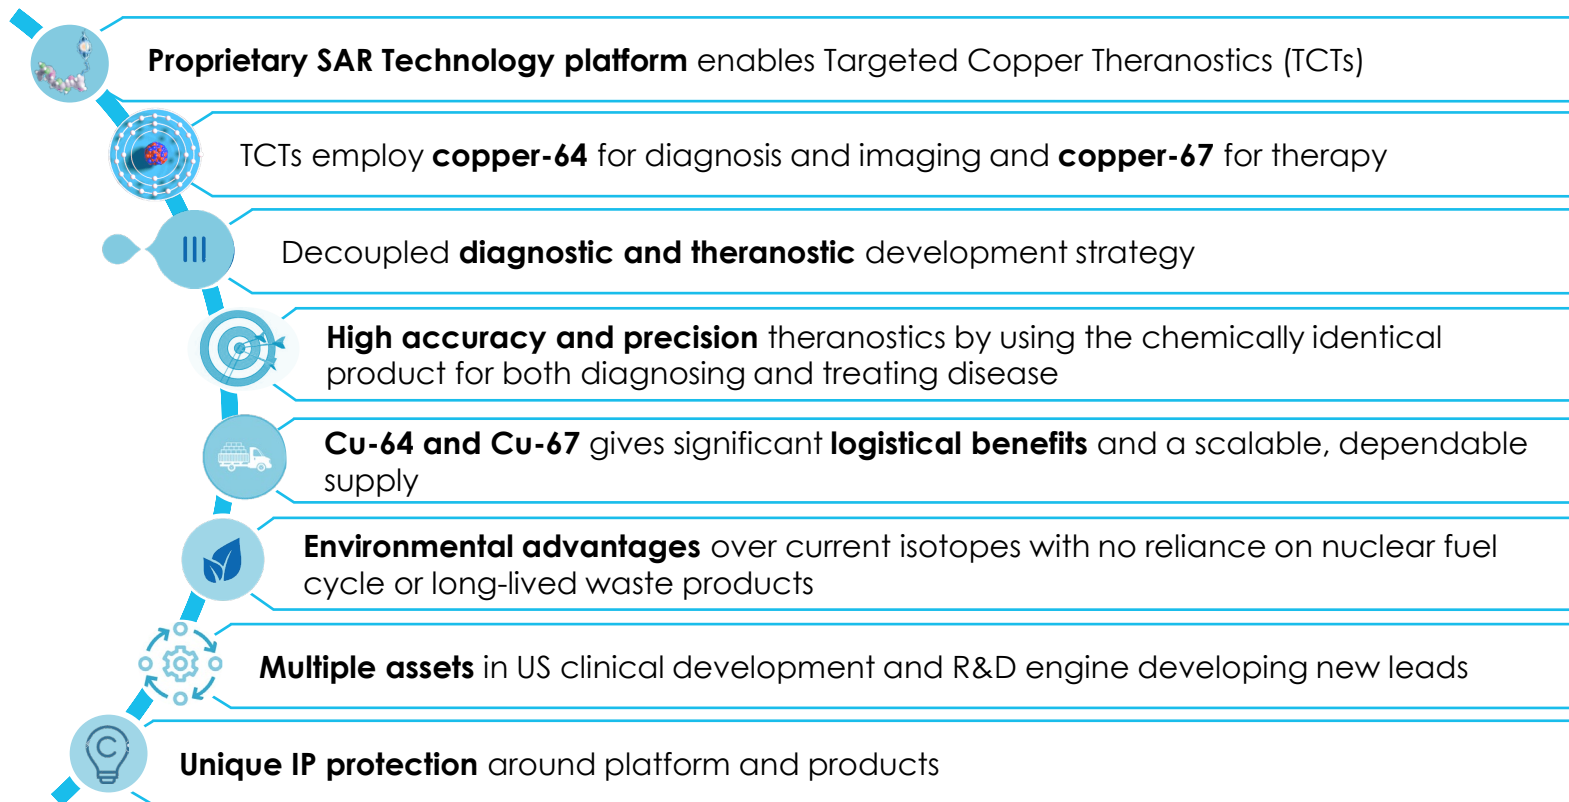 Proprietary SAR Technology platform enables Targeted Copper Theranostics (TCTs)
TCTs employ copper-64 for diagnosis and imaging and copper-67 for therapy
III
Decoupled diagnostic and theranostic development strategy
High accuracy and precision theranostics by using the chemically identical
product for both diagnosing and treating disease
Cu-64 and Cu-67 gives significant logistical benefits and a scalable, dependable
supply
Environmental advantages over current isotopes with no reliance on nuclear fuel
cycle or long-lived waste products
Multiple assets in US clinical development and R&D engine developing new leads
C
Unique IP protection around platform and products